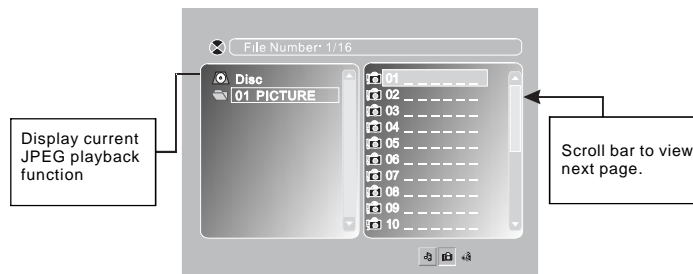 File Number: 1/16
Disc
01 PICTURE
01 _ _ _ _ _ _ _
02 _ _ _ _ _ _ _
03 _ _ _ _ _ _ _
04 _ _ _ _ _ _ _
05 _ _ _ _ _ _ _
06 _ _ _ _ _ _ _
07 _ _ _ _ _ _ _
08 _ _ _ _ _ _ _
09 _ _ _ _ _ _ _
10 _ _ _ _ _ _ _
Display current
JPEG playback
function
Scroll bar to view
next page.